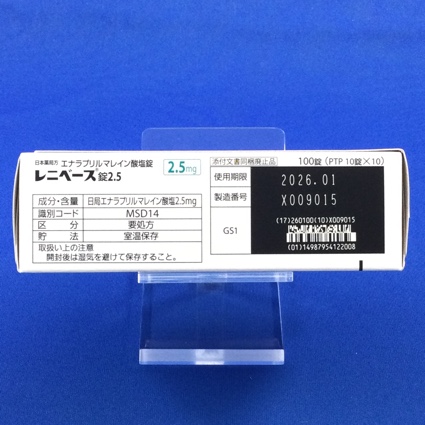 日本薬局方 エナラプリルマレイン酸塩錠
レニベース®錠2.5
2.5mg
成分・含量 日局エナラプリルマレイン酸塩2.5mg
識別コード MSD14
区分 要処方
貯法 室温保存
取扱い上の注意
開封後は湿気を避けて保存すること。
添付文書同梱廃止品 100錠(PTP 10錠×10)
使用期限 2026.01
製造番号 X009015
GS1
(17)260100(10)X009015
(01)14987954122008